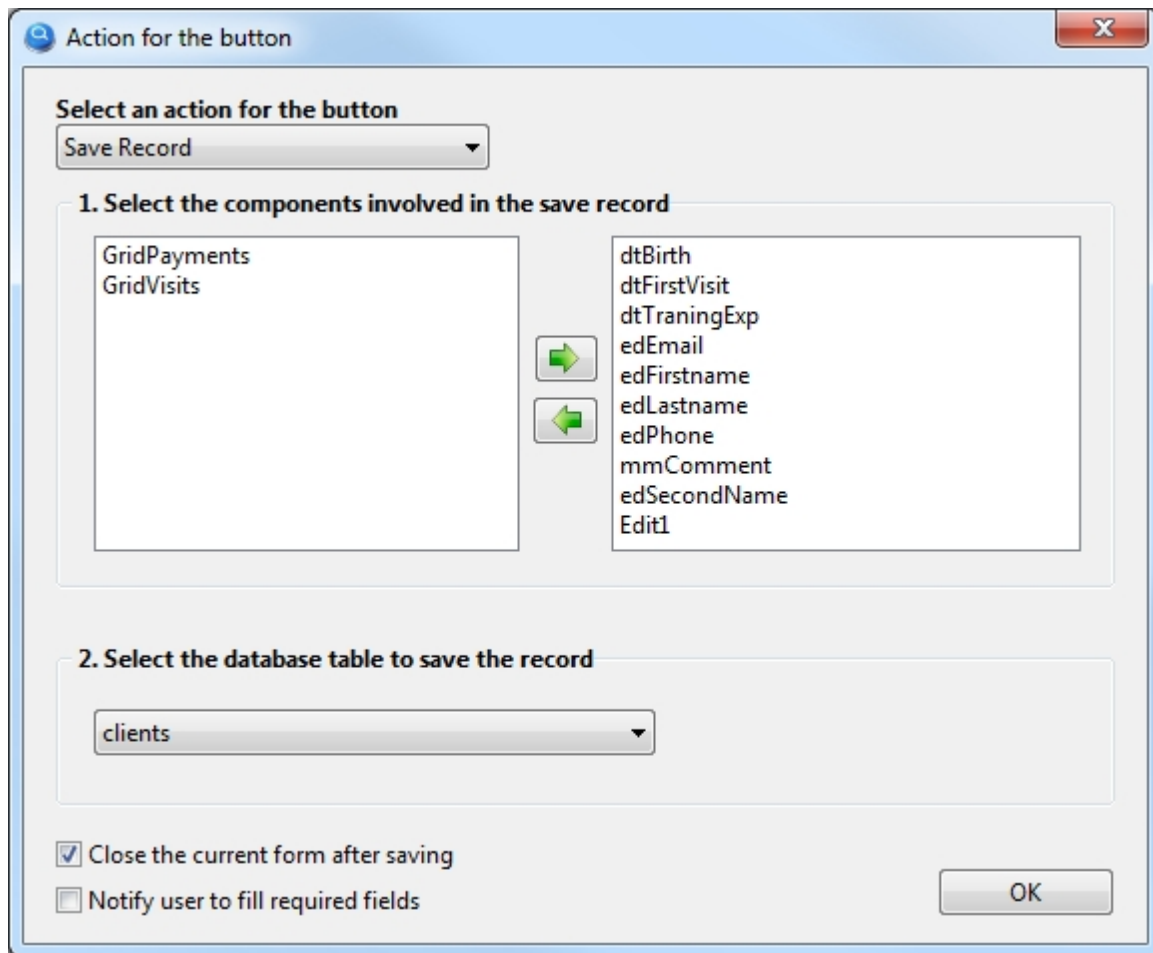 Action for the button
Select an action for the button
Save Record
1. Select the components involved in the save record
GridPayments
GridVisits
dtBirth
dtFirstVisit
dtTraningExp
edEmail
edFirstname
edLastname
edPhone
mmComment
edSecondName
Edit1
2. Select the database table to save the record
clients
Close the current form after saving
Notify user to fill required fields
OK